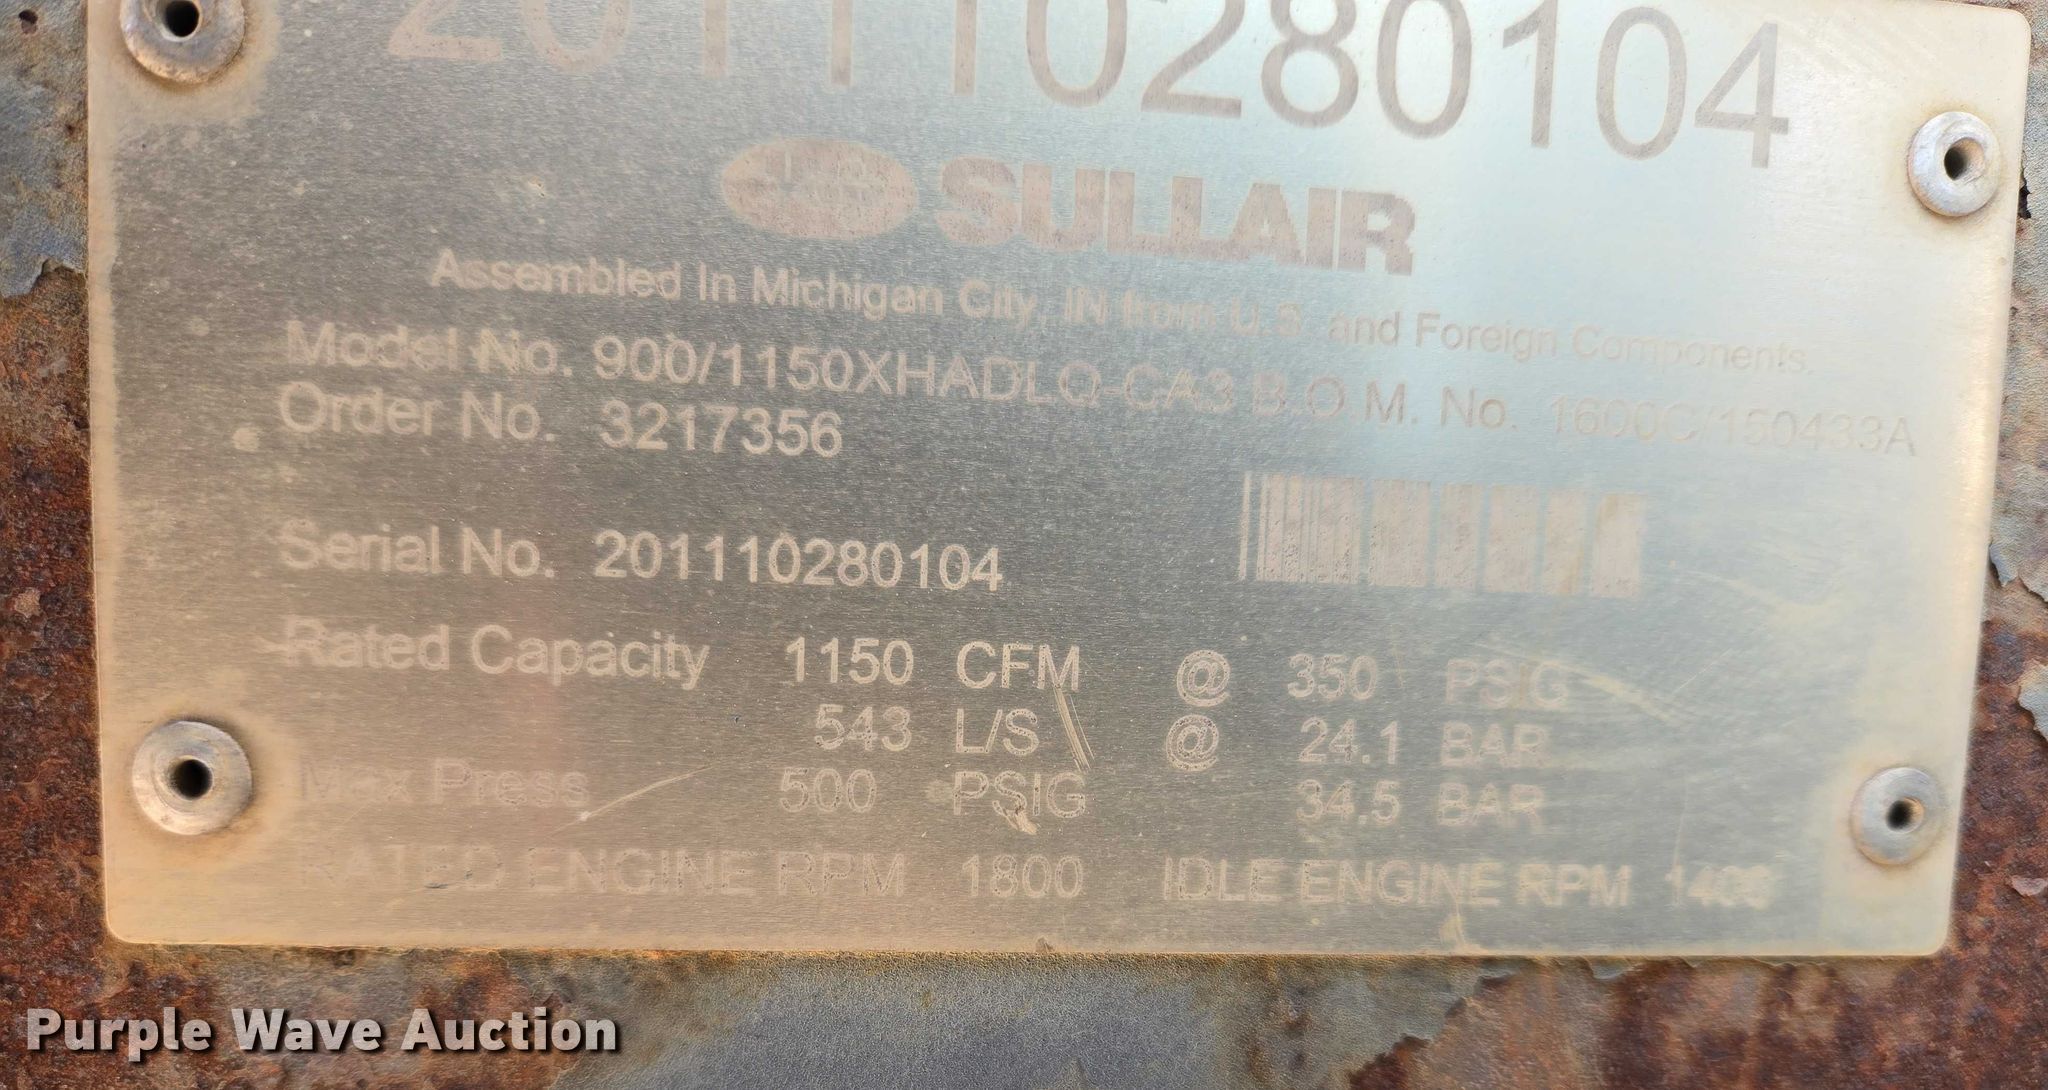 201110280104
SULLAIR
Assembled In Michigan City, IN from U.S. and Foreign Components.
Model No. 900/1150XHADLQ-CA3 B.O.M. No. 1600C/150433A
Order No. 3217356
Serial No. 201110280104
Rated Capacity 1150 CFM @ 350 PSIG
543 L/S @ 24.1 BAR
Max Press 500 PSIG 34.5 BAR
RATED ENGINE RPM 1800 IDLE ENGINE RPM 1400
Purple Wave Auction